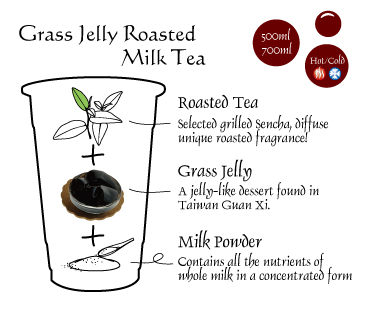 Grass Jelly Roasted
Milk Tea
500ml
700ml
Hot/Cold
Roasted Tea
Selected grilled Sencha, diffuse
unique roasted fragrance!
Grass Jelly
A jelly-like dessert found in
Taiwan Guan Xi.
Milk Powder
Contains all the nutrients of
whole milk in a concentrated form